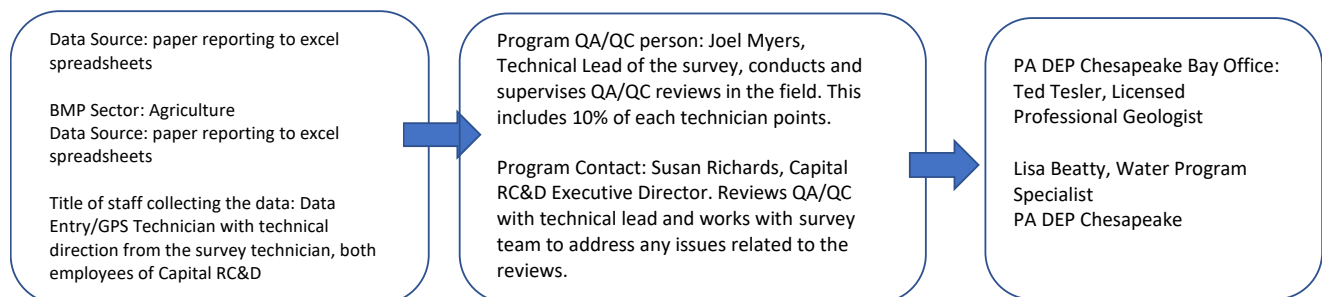 Data Source: paper reporting to excel
spreadsheets
BMP Sector: Agriculture
Data Source: paper reporting to excel
spreadsheets
Title of staff collecting the data: Data
Entry/GPS Technician with technical
direction from the survey technician, both
employees of Capital RC&D
Program QA/QC person: Joel Myers,
Technical Lead of the survey, conducts and
supervises QA/QC reviews in the field. This
includes 10% of each technician points.
Program Contact: Susan Richards, Capital
RC&D Executive Director. Reviews QA/QC
with technical lead and works with survey
team to address any issues related to the
reviews.
PA DEP Chesapeake Bay Office:
Ted Tesler, Licensed
Professional Geologist
Lisa Beatty, Water Program
Specialist
PA DEP Chesapeake